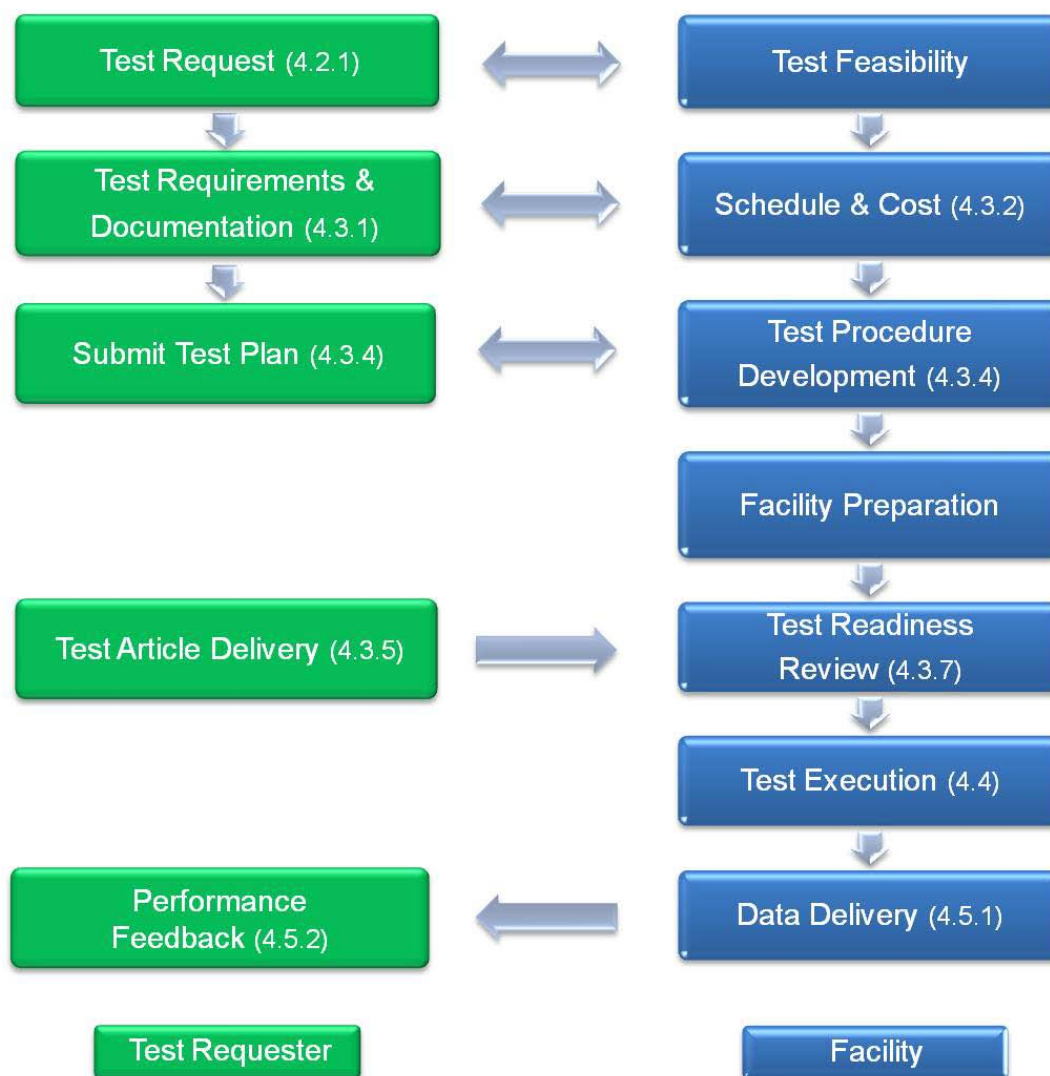 Test Request (4.2.1)
Test Feasibility
Test Requirements &
Documentation (4.3.1)
Schedule & Cost (4.3.2)
Submit Test Plan (4.3.4)
Test Procedure
Development (4.3.4)
Facility Preparation
Test Article Delivery (4.3.5)
Test Readiness
Review (4.3.7)
Test Execution (4.4)
Performance
Feedback (4.5.2)
Data Delivery (4.5.1)
Test Requester
Facility